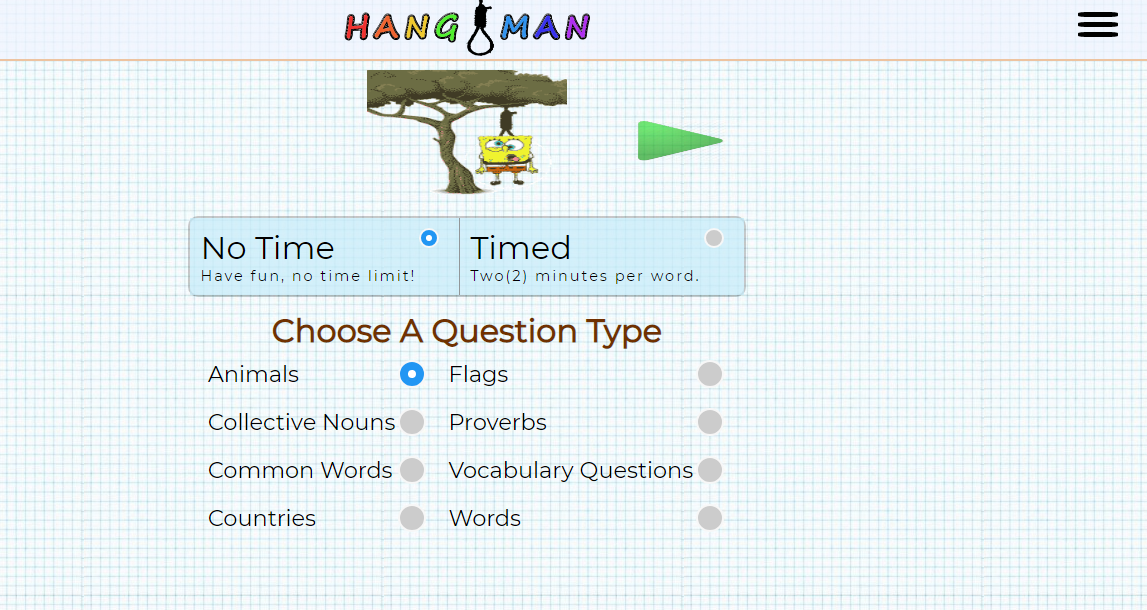 HANGMAN
No Time
Have fun, no time limit!
Timed
Two(2) minutes per word.
Choose A Question Type
Animals
Flags
Collective Nouns
Proverbs
Common Words
Vocabulary Questions
Countries
Words